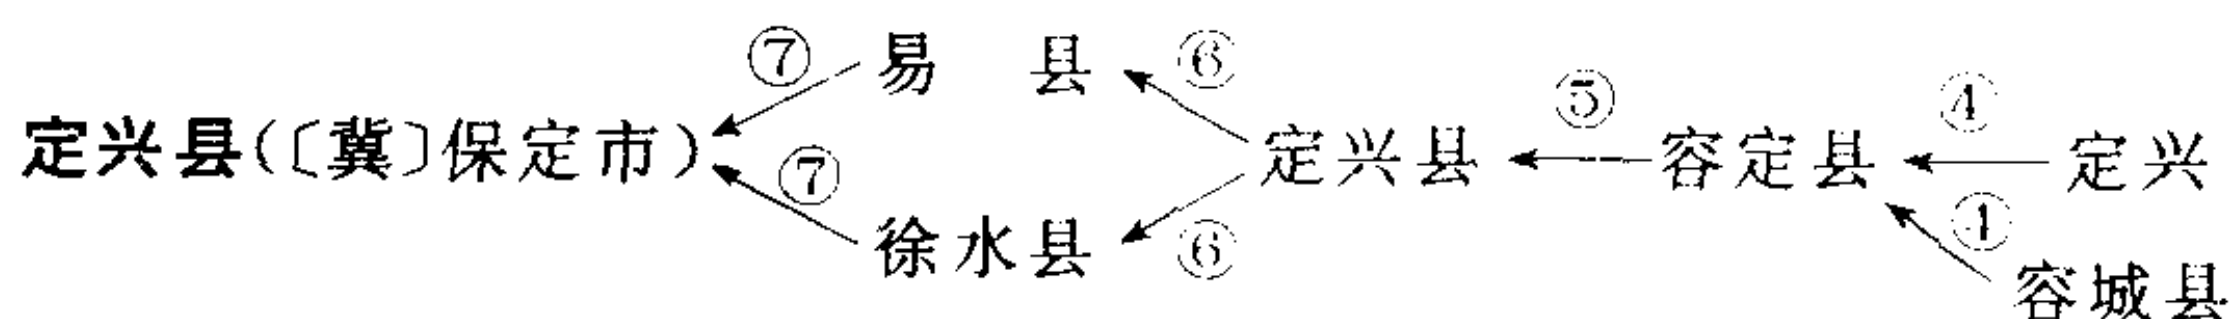 ⑦ 易 县 ⑥ ⑤ ④
定兴县(〔冀〕保定市) 定兴县 容定县 定兴
⑦ 徐水县 ⑥ ④
容城县